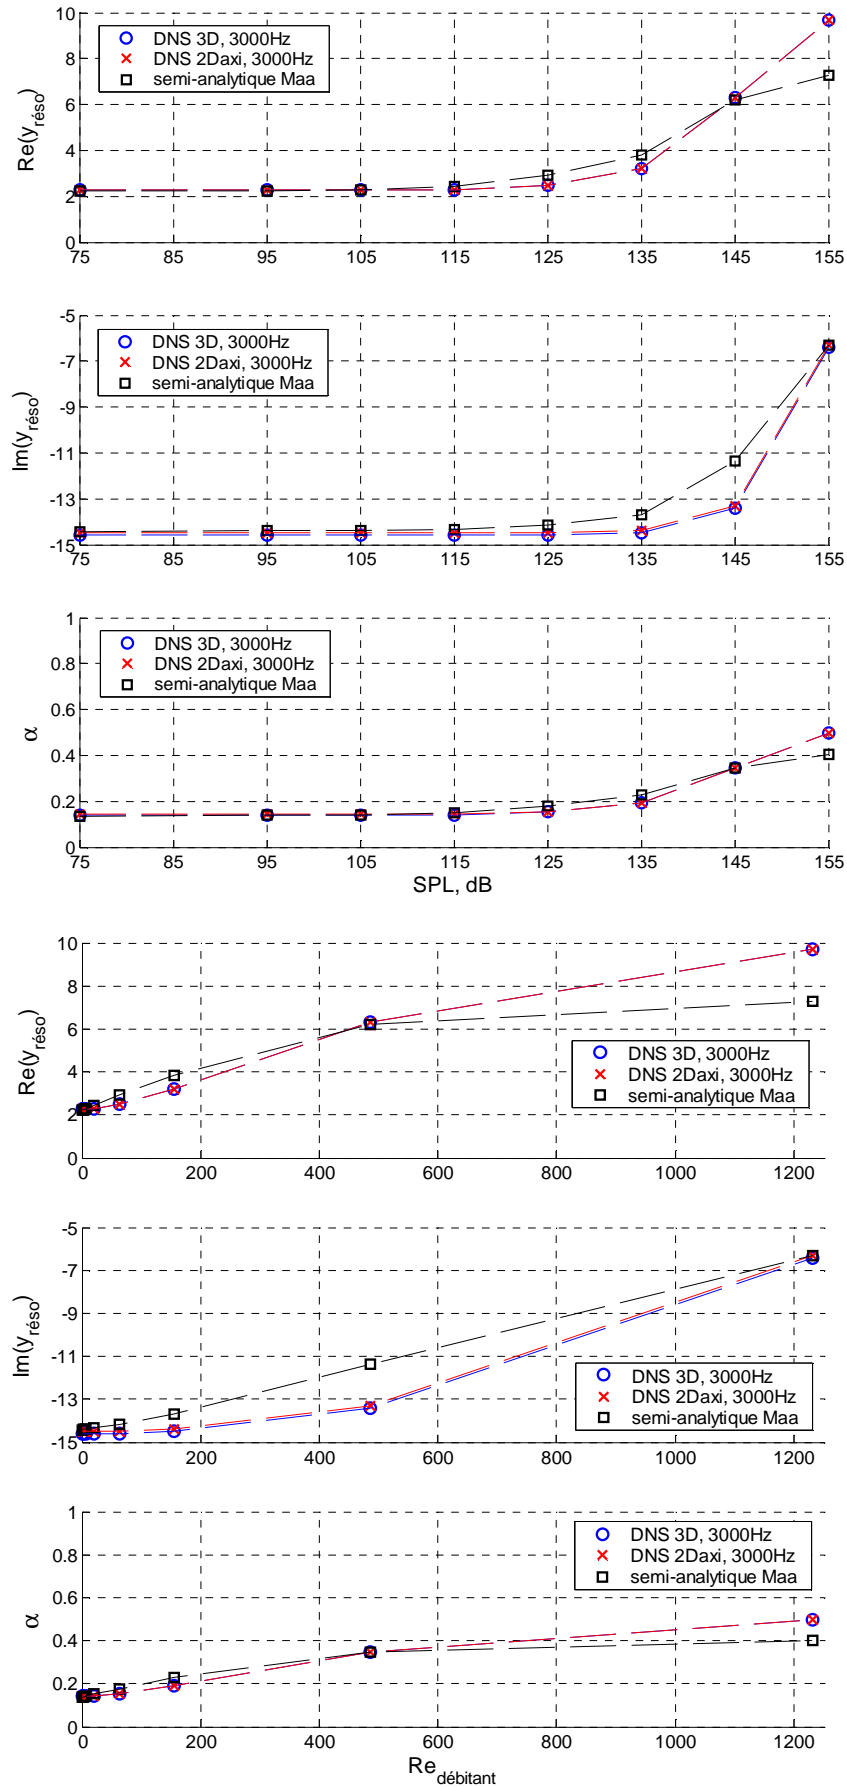 10
8
6
4
2
0
Re(y_réso)
DNS 3D, 3000Hz
DNS 2Daxi, 3000Hz
semi-analytique Maa
75 85 95 105 115 125 135 145 155
-5
-7
-9
-11
-13
-15
Im(y_réso)
DNS 3D, 3000Hz
DNS 2Daxi, 3000Hz
semi-analytique Maa
75 85 95 105 115 125 135 145 155
1
0.8
0.6
0.4
0.2
0
α
DNS 3D, 3000Hz
DNS 2Daxi, 3000Hz
semi-analytique Maa
75 85 95 105 115 125 135 145 155
SPL, dB
10
8
6
4
2
0
Re(y_réso)
DNS 3D, 3000Hz
DNS 2Daxi, 3000Hz
semi-analytique Maa
0 200 400 600 800 1000 1200
-5
-7
-9
-11
-13
-15
Im(y_réso)
DNS 3D, 3000Hz
DNS 2Daxi, 3000Hz
semi-analytique Maa
0 200 400 600 800 1000 1200
1
0.8
0.6
0.4
0.2
0
α
DNS 3D, 3000Hz
DNS 2Daxi, 3000Hz
semi-analytique Maa
0 200 400 600 800 1000 1200
Re_débitant